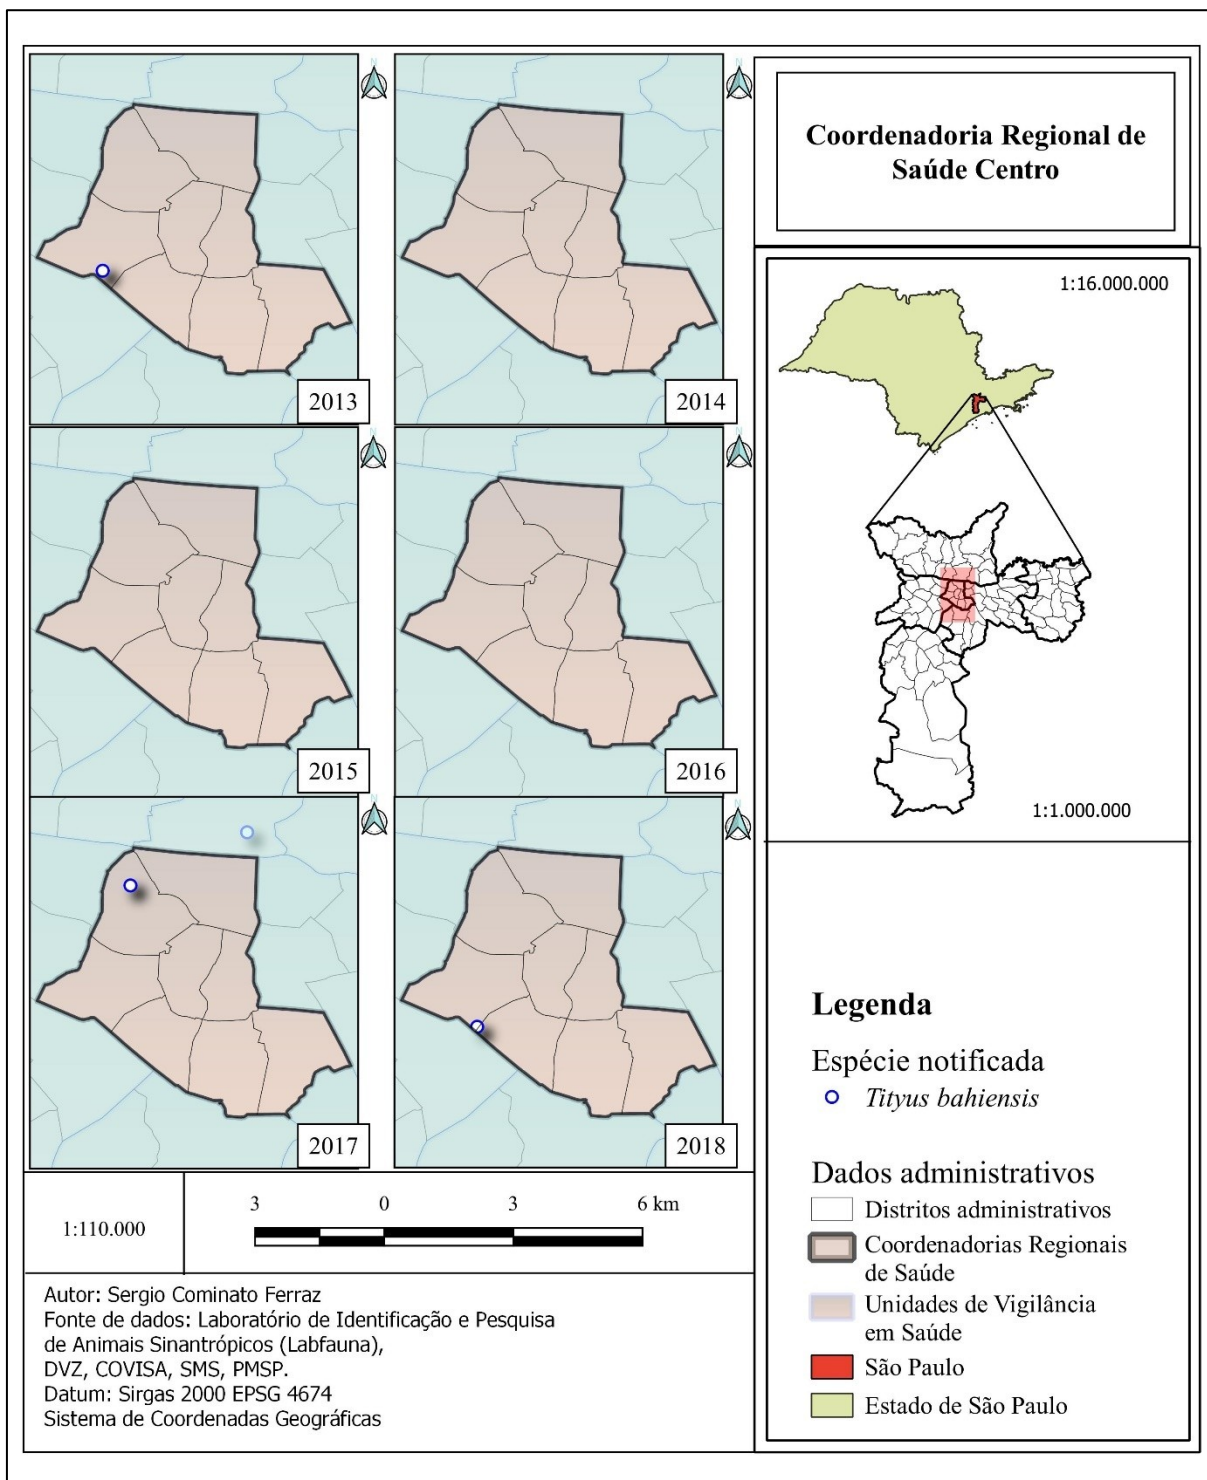 Coordenadoria Regional de
Saúde Centro
2013
2014
2015
2016
2017
2018
N
N
N
N
N
N
1:16.000.000
1:1.000.000
Legenda
Espécie notificada
Tityus bahiensis
Dados administrativos
Distritos administrativos
Coordenadorias Regionais
de Saúde
Unidades de Vigilância
em Saúde
São Paulo
Estado de São Paulo
1:110.000
3 0 3 6 km
Autor: Sergio Cominato Ferraz
Fonte de dados: Laboratório de Identificação e Pesquisa
de Animais Sinantrópicos (Labfauna),
DVZ, COVISA, SMS, PMSP.
Datum: Sirgas 2000 EPSG 4674
Sistema de Coordenadas Geográficas